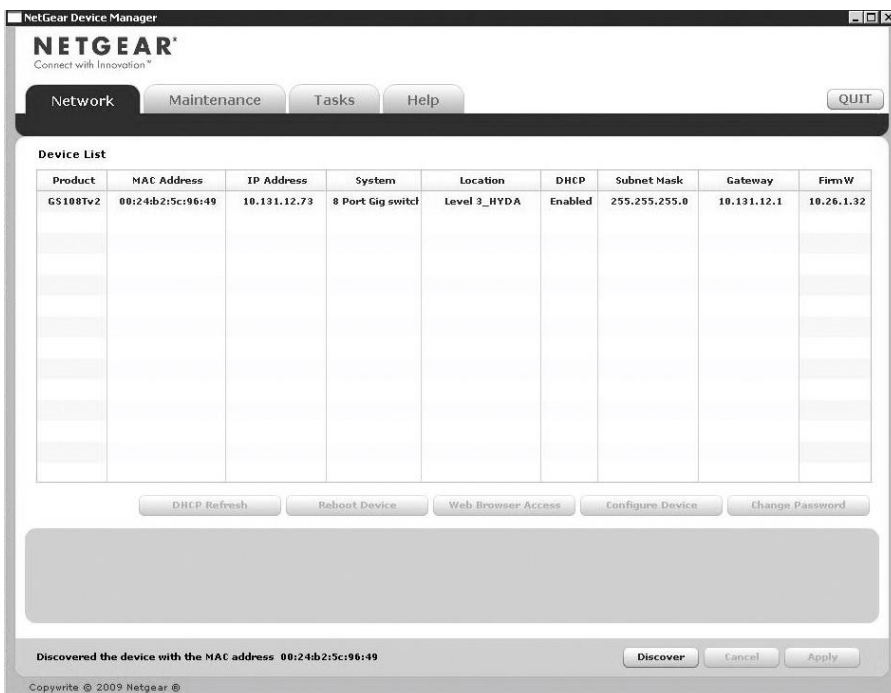 NetGear Device Manager
NETGEAR®
Connect with Innovation™
Network Maintenance Tasks Help QUIT
Device List
Product MAC Address IP Address System Location DHCP Subnet Mask Gateway FirmW
GS108Tv2 00:24:b2:5c:96:49 10.131.12.73 8 Port Gig switch Level 3_HYDA Enabled 255.255.255.0 10.131.12.1 10.26.1.32
DHCP Refresh Reboot Device Web Browser Access Configure Device Change Password
Discovered the device with the MAC address 00:24:b2:5c:96:49 Discover Cancel Apply
Copywrite © 2009 Netgear ®